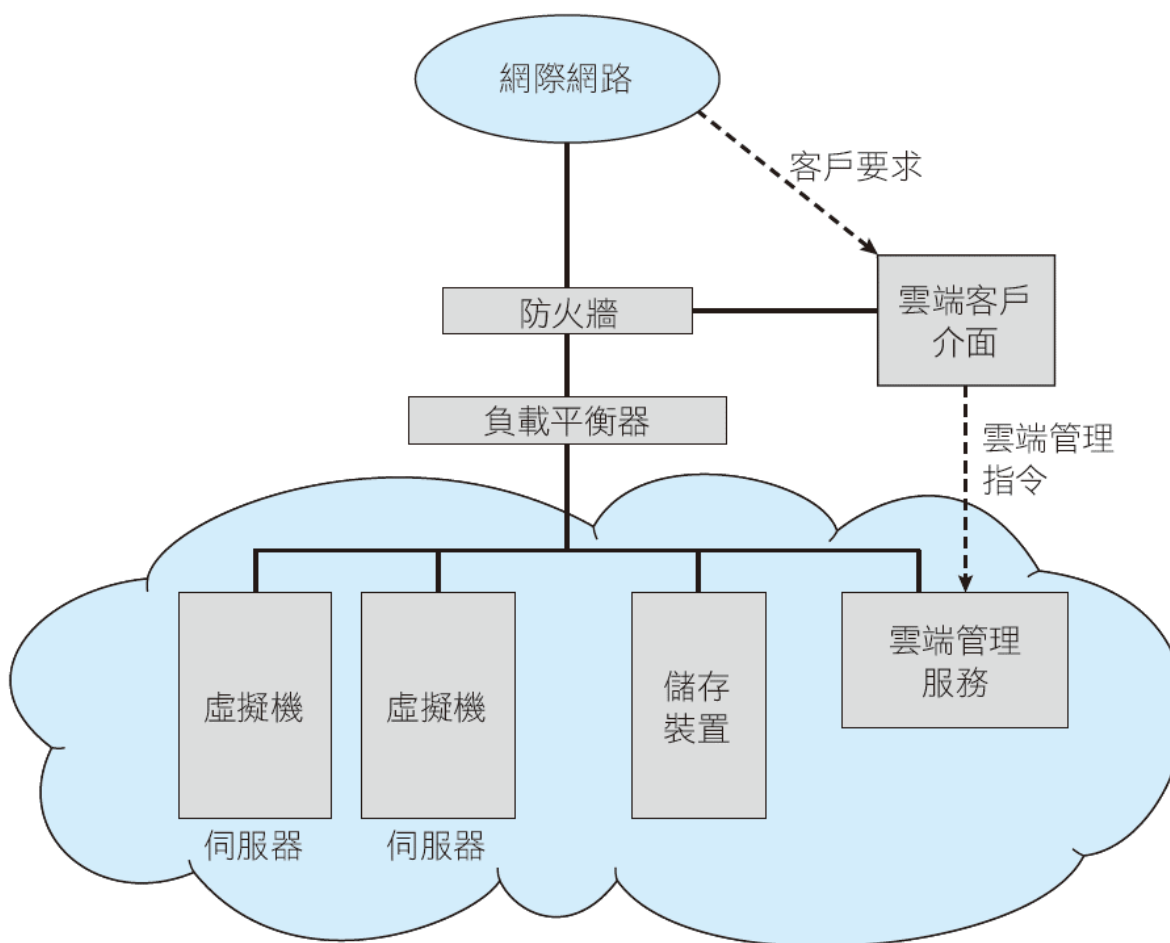 網際網路
客戶要求
雲端客戶
介面
防火牆
負載平衡器
雲端管理
指令
虛擬機
虛擬機
儲存
裝置
雲端管理
服務
伺服器
伺服器